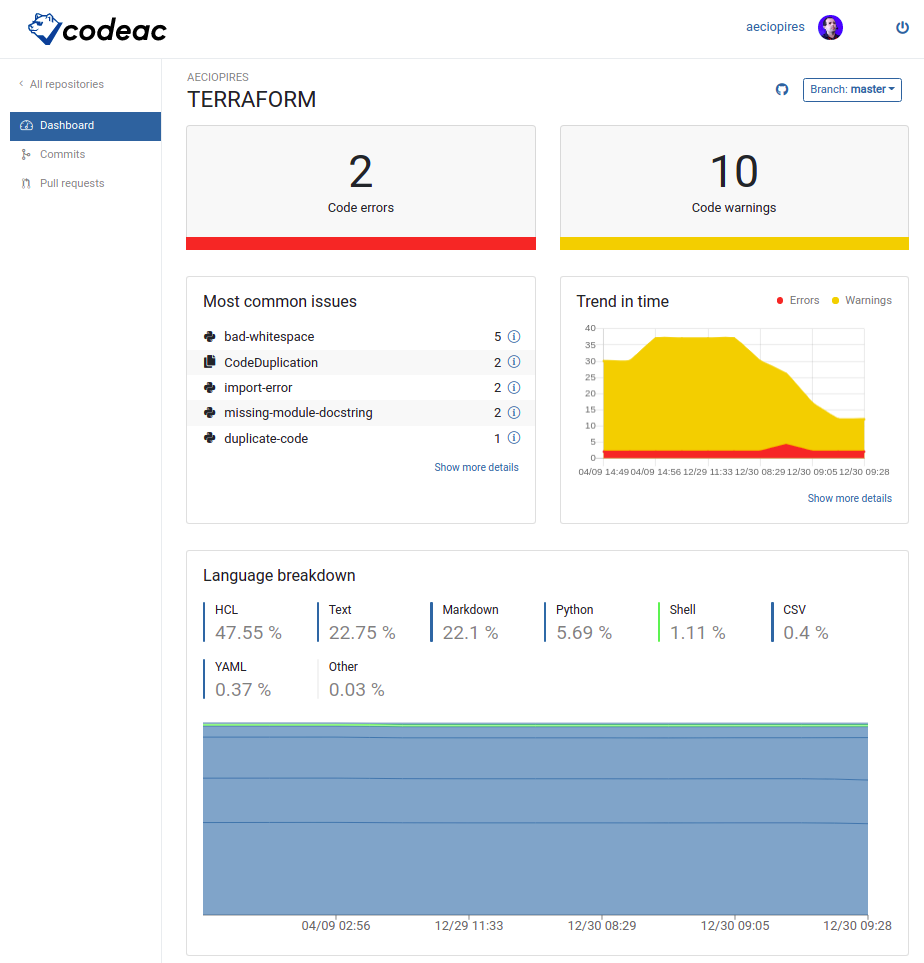 codeac
aeciopires
All repositories
Dashboard
Commits
Pull requests
AECIOPIRES
TERRAFORM
Branch: master
2
Code errors
10
Code warnings
Most common issues
bad-whitespace 5
CodeDuplication 2
import-error 2
missing-module-docstring 2
duplicate-code 1
Show more details
Trend in time
Errors Warnings
40
35
30
25
20
15
10
5
0
04/09 14:49 04/09 14:56 12/29 11:33 12/30 08:29 12/30 09:05 12/30 09:28
Show more details
Language breakdown
HCL Text Markdown Python Shell CSV
47.55 % 22.75 % 22.1 % 5.69 % 1.11 % 0.4 %
YAML Other
0.37 % 0.03 %
04/09 02:56 12/29 11:33 12/30 08:29 12/30 09:05 12/30 09:28